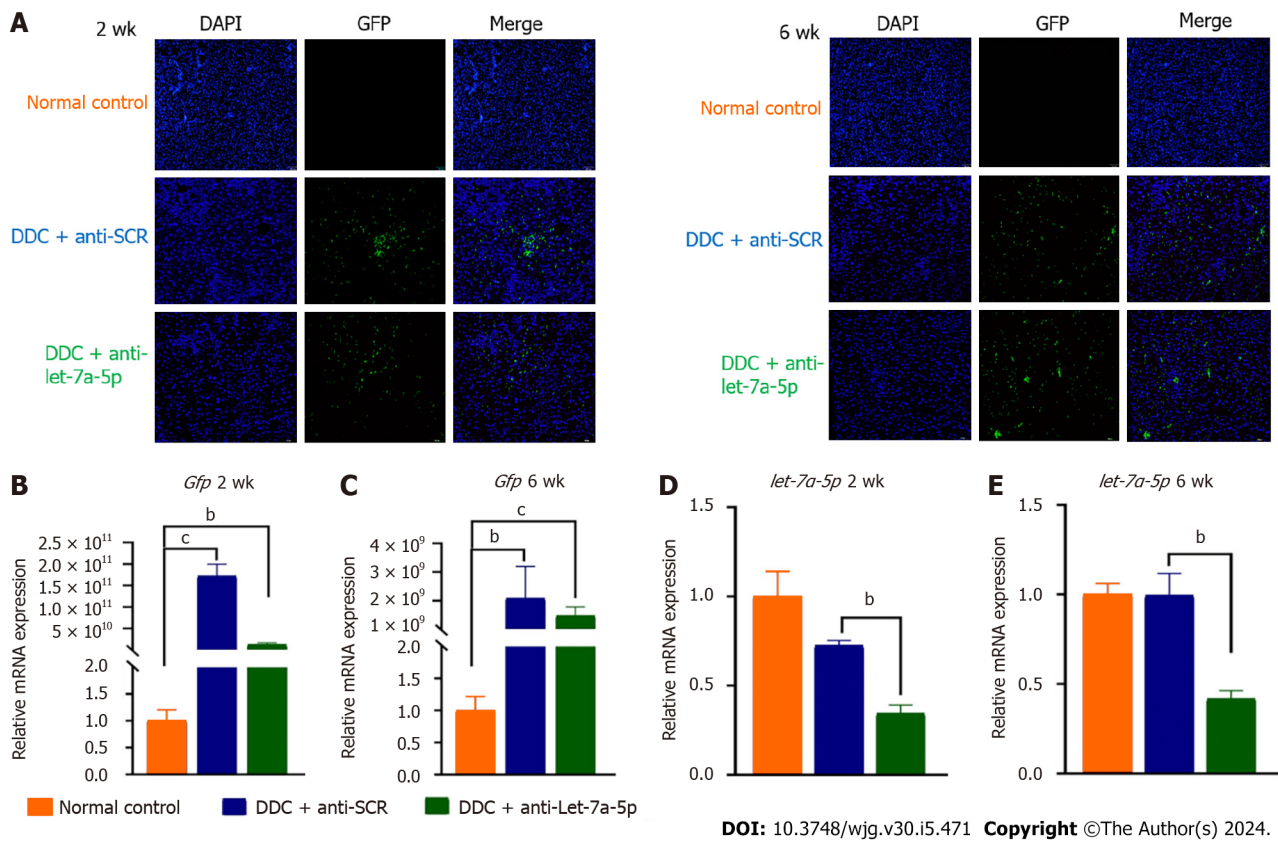 A
2 wk
DAPI
GFP
Merge
Normal control
DDC + anti-SCR
DDC + anti-
let-7a-5p
6 wk
DAPI
GFP
Merge
Normal control
DDC + anti-SCR
DDC + anti-
let-7a-5p
B
Gfp 2 wk
Relative mRNA expression
2.5 × 10¹¹
2.0 × 10¹¹
1.5 × 10¹¹
1.0 × 10¹¹
5 × 10¹⁰
2.0
1.5
1.0
0.5
0.0
b
c
C
Gfp 6 wk
Relative mRNA expression
4 × 10⁹
3 × 10⁹
2 × 10⁹
1 × 10⁹
2.0
1.5
1.0
0.5
0.0
c
b
D
let-7a-5p 2 wk
Relative mRNA expression
1.5
1.0
0.5
0.0
b
E
let-7a-5p 6 wk
Relative mRNA expression
1.5
1.0
0.5
0.0
b
Normal control
DDC + anti-SCR
DDC + anti-Let-7a-5p
DOI: 10.3748/wjg.v30.i5.471 Copyright ©The Author(s) 2024.